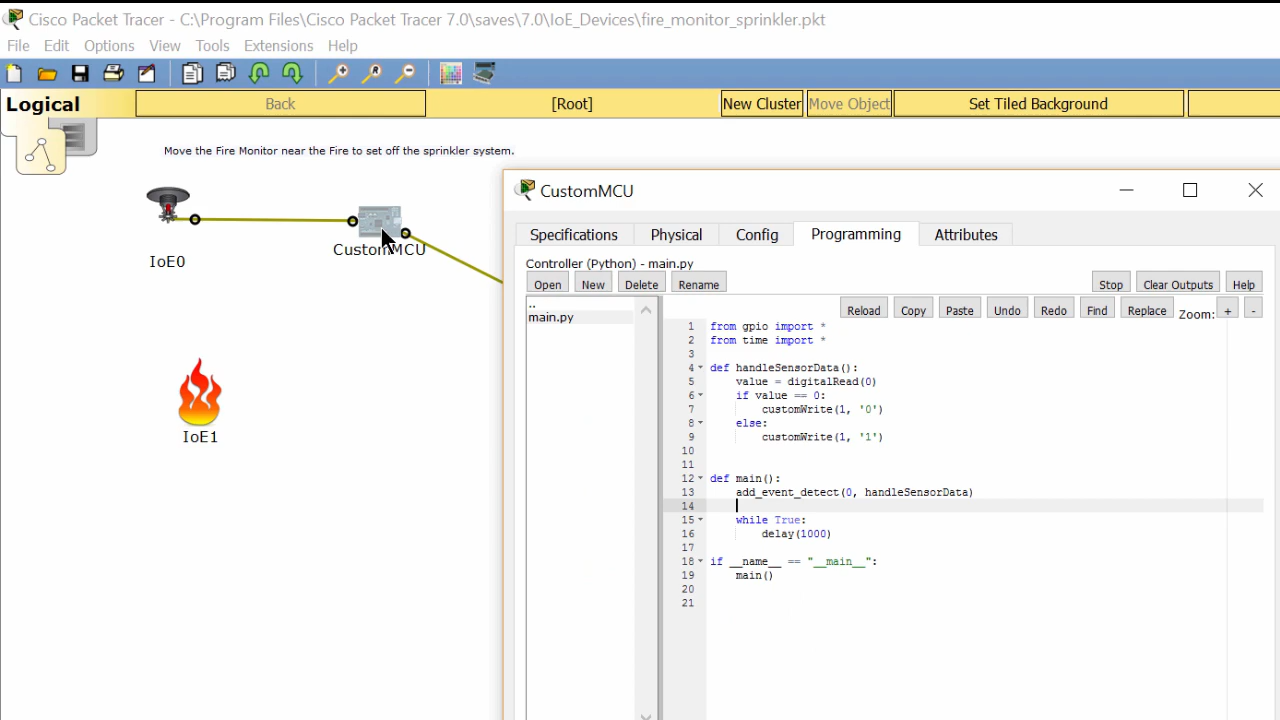 Cisco Packet Tracer - C:\Program Files\Cisco Packet Tracer 7.0\saves\7.0\IoE_Devices\fire_monitor_sprinkler.pkt
File Edit Options View Tools Extensions Help
Logical Back [Root] New Cluster Move Object Set Tiled Background
Move the Fire Monitor near the Fire to set off the sprinkler system.
IoE0
CustomMCU
IoE1
CustomMCU
Specifications Physical Config Programming Attributes
Controller (Python) - main.py
Open New Delete Rename Stop Clear Outputs Help
..
main.py
Reload Copy Paste Undo Redo Find Replace Zoom: + -
1 from gpio import *
2 from time import *
3
4 def handleSensorData():
5     value = digitalRead(0)
6     if value == 0:
7         customWrite(1, '0')
8     else:
9         customWrite(1, '1')
10
11
12 def main():
13     add_event_detect(0, handleSensorData)
14
15     while True:
16         delay(1000)
17
18 if __name__ == "__main__":
19     main()
20
21